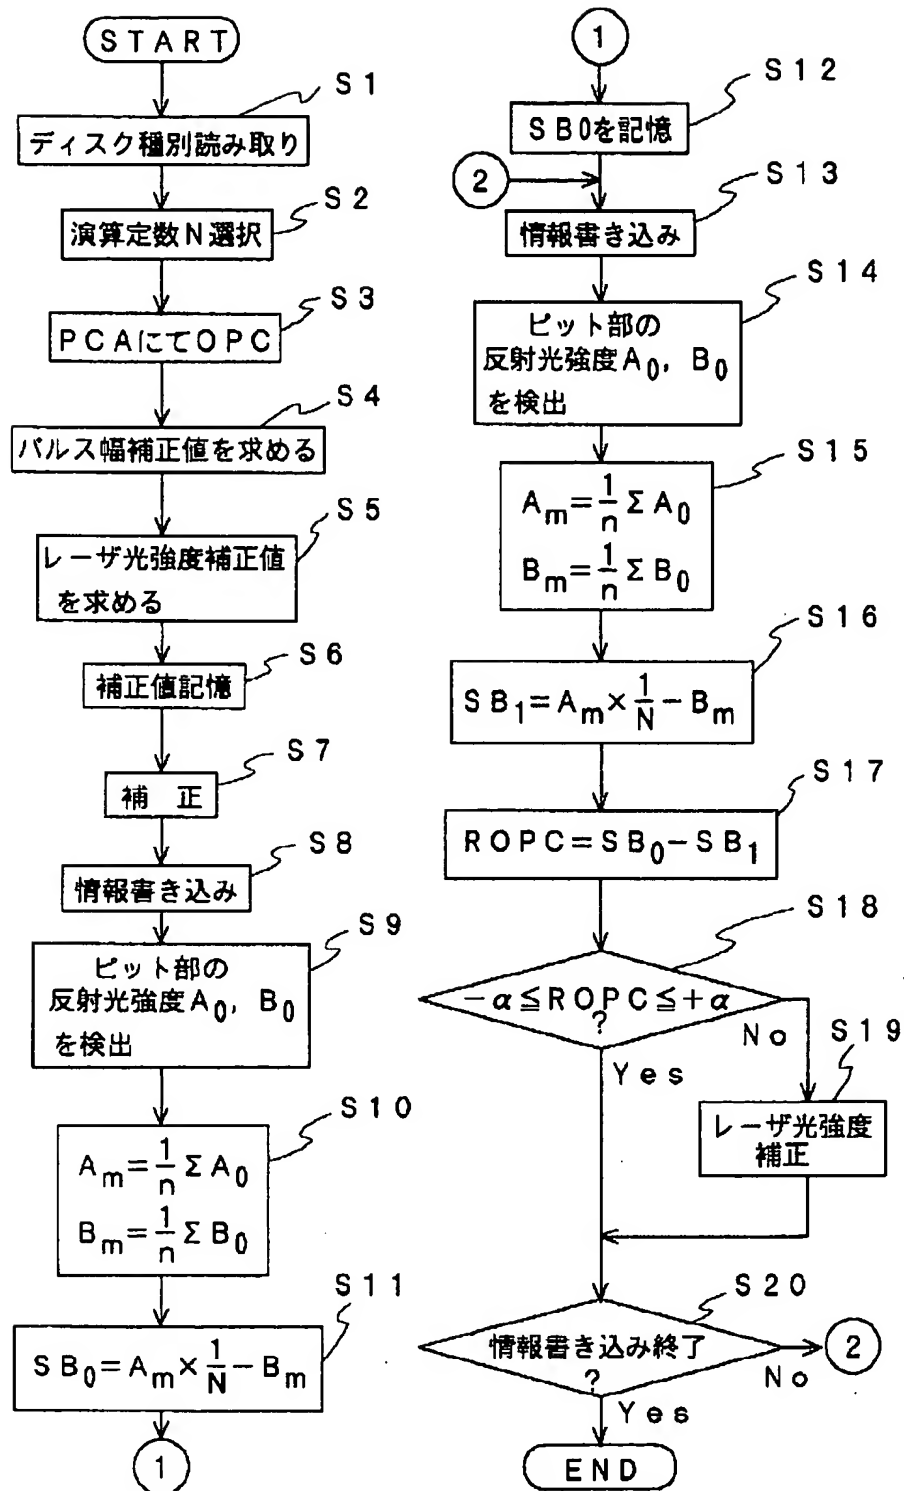 START
S1
ディスク種別読み取り
S2
演算定数N選択
S3
PCAにてOPC
S4
パルス幅補正値を求める
S5
レーザ光強度補正値
を求める
S6
補正値記憶
S7
補 正
S8
情報書き込み
S9
ピット部の
反射光強度A₀, B₀
を検出
S10
Aₘ=1/n ΣA₀
Bₘ=1/n ΣB₀
S11
SB₀=Aₘ×1/N−Bₘ
1
1
S12
SB0を記憶
2
S13
情報書き込み
S14
ピット部の
反射光強度A₀, B₀
を検出
S15
Aₘ=1/n ΣA₀
Bₘ=1/n ΣB₀
S16
SB₁=Aₘ×1/N−Bₘ
S17
ROPC=SB₀−SB₁
S18
−α≦ROPC≦+α
?
No
Yes
S19
レーザ光強度
補正
S20
情報書き込み終了
?
2
No
Yes
END